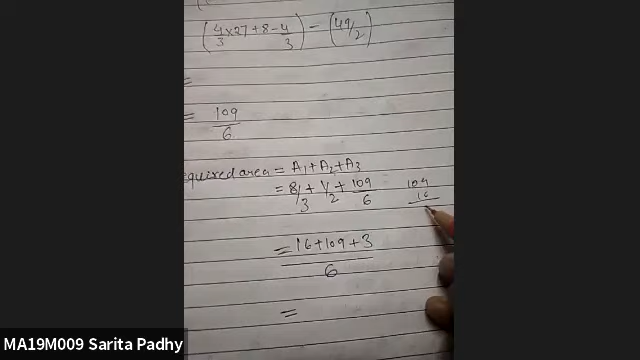 (4/3 x 27 + 8 - 4/3) - (49/2)
=
= 109/6
equired area = A1 + A2 + A3
= 8/3 + 1/2 + 109/6
109
16
= 16 + 109 + 3 / 6
=
MA19M009 Sarita Padhy